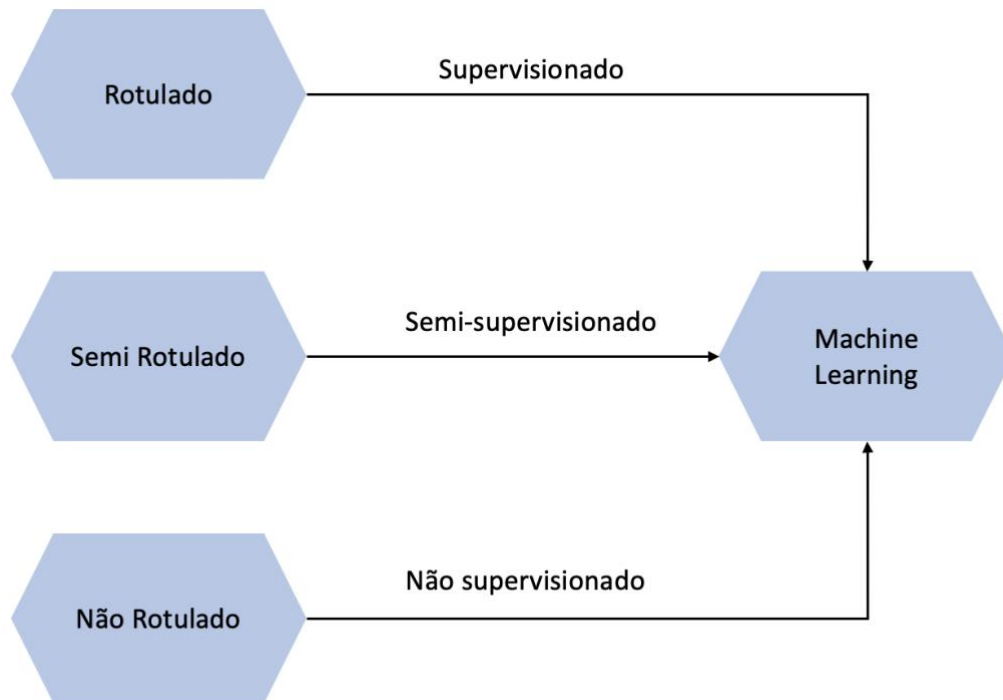 Rotulado
Supervisionado
Semi Rotulado
Semi-supervisionado
Machine
Learning
Não Rotulado
Não supervisionado